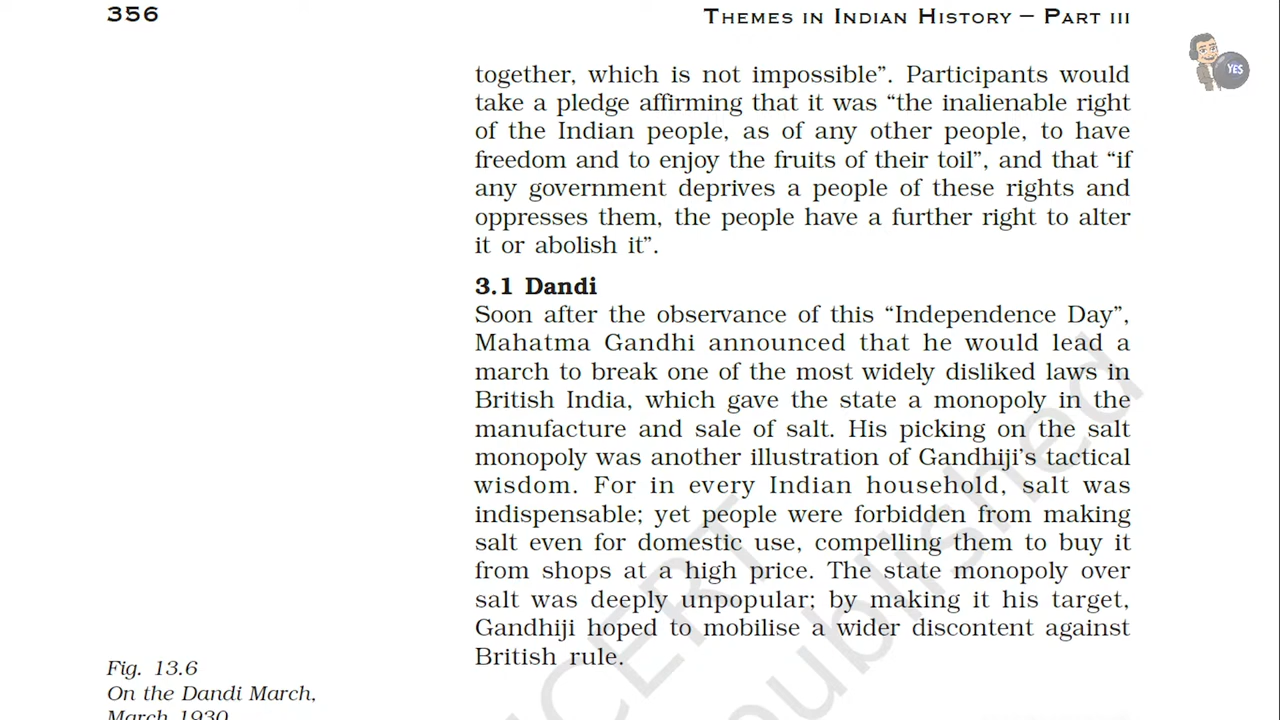 356
THEMES IN INDIAN HISTORY – PART III
YES
together, which is not impossible”. Participants would
take a pledge affirming that it was “the inalienable right
of the Indian people, as of any other people, to have
freedom and to enjoy the fruits of their toil”, and that “if
any government deprives a people of these rights and
oppresses them, the people have a further right to alter
it or abolish it”.
3.1 Dandi
Soon after the observance of this “Independence Day”,
Mahatma Gandhi announced that he would lead a
march to break one of the most widely disliked laws in
British India, which gave the state a monopoly in the
manufacture and sale of salt. His picking on the salt
monopoly was another illustration of Gandhiji’s tactical
wisdom. For in every Indian household, salt was
indispensable; yet people were forbidden from making
salt even for domestic use, compelling them to buy it
from shops at a high price. The state monopoly over
salt was deeply unpopular; by making it his target,
Gandhiji hoped to mobilise a wider discontent against
British rule.
Fig. 13.6
On the Dandi March,
March 1930
NCERT
published